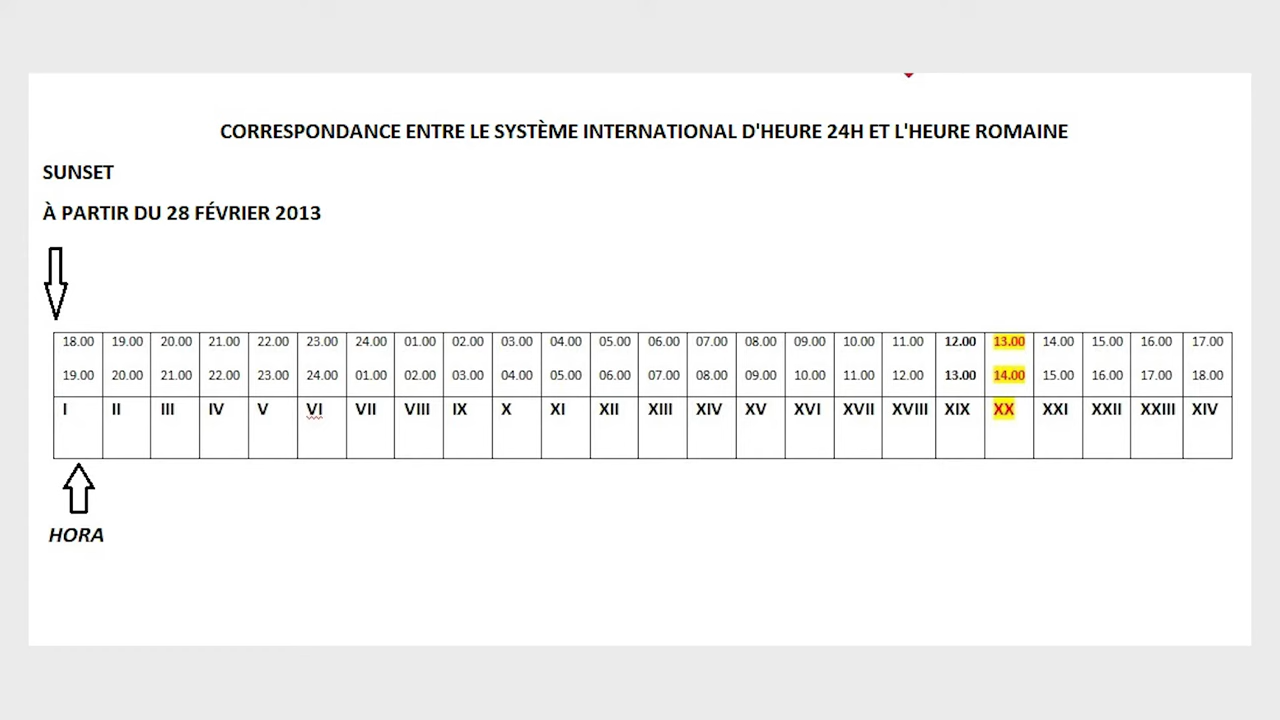 CORRESPONDANCE ENTRE LE SYSTÈME INTERNATIONAL D'HEURE 24H ET L'HEURE ROMAINE
SUNSET
À PARTIR DU 28 FÉVRIER 2013
18.00 19.00 20.00 21.00 22.00 23.00 24.00 01.00 02.00 03.00 04.00 05.00 06.00 07.00 08.00 09.00 10.00 11.00 12.00 13.00 14.00 15.00 16.00 17.00
19.00 20.00 21.00 22.00 23.00 24.00 01.00 02.00 03.00 04.00 05.00 06.00 07.00 08.00 09.00 10.00 11.00 12.00 13.00 14.00 15.00 16.00 17.00 18.00
I II III IV V VI VII VIII IX X XI XII XIII XIV XV XVI XVII XVIII XIX XX XXI XXII XXIII XIV
HORA